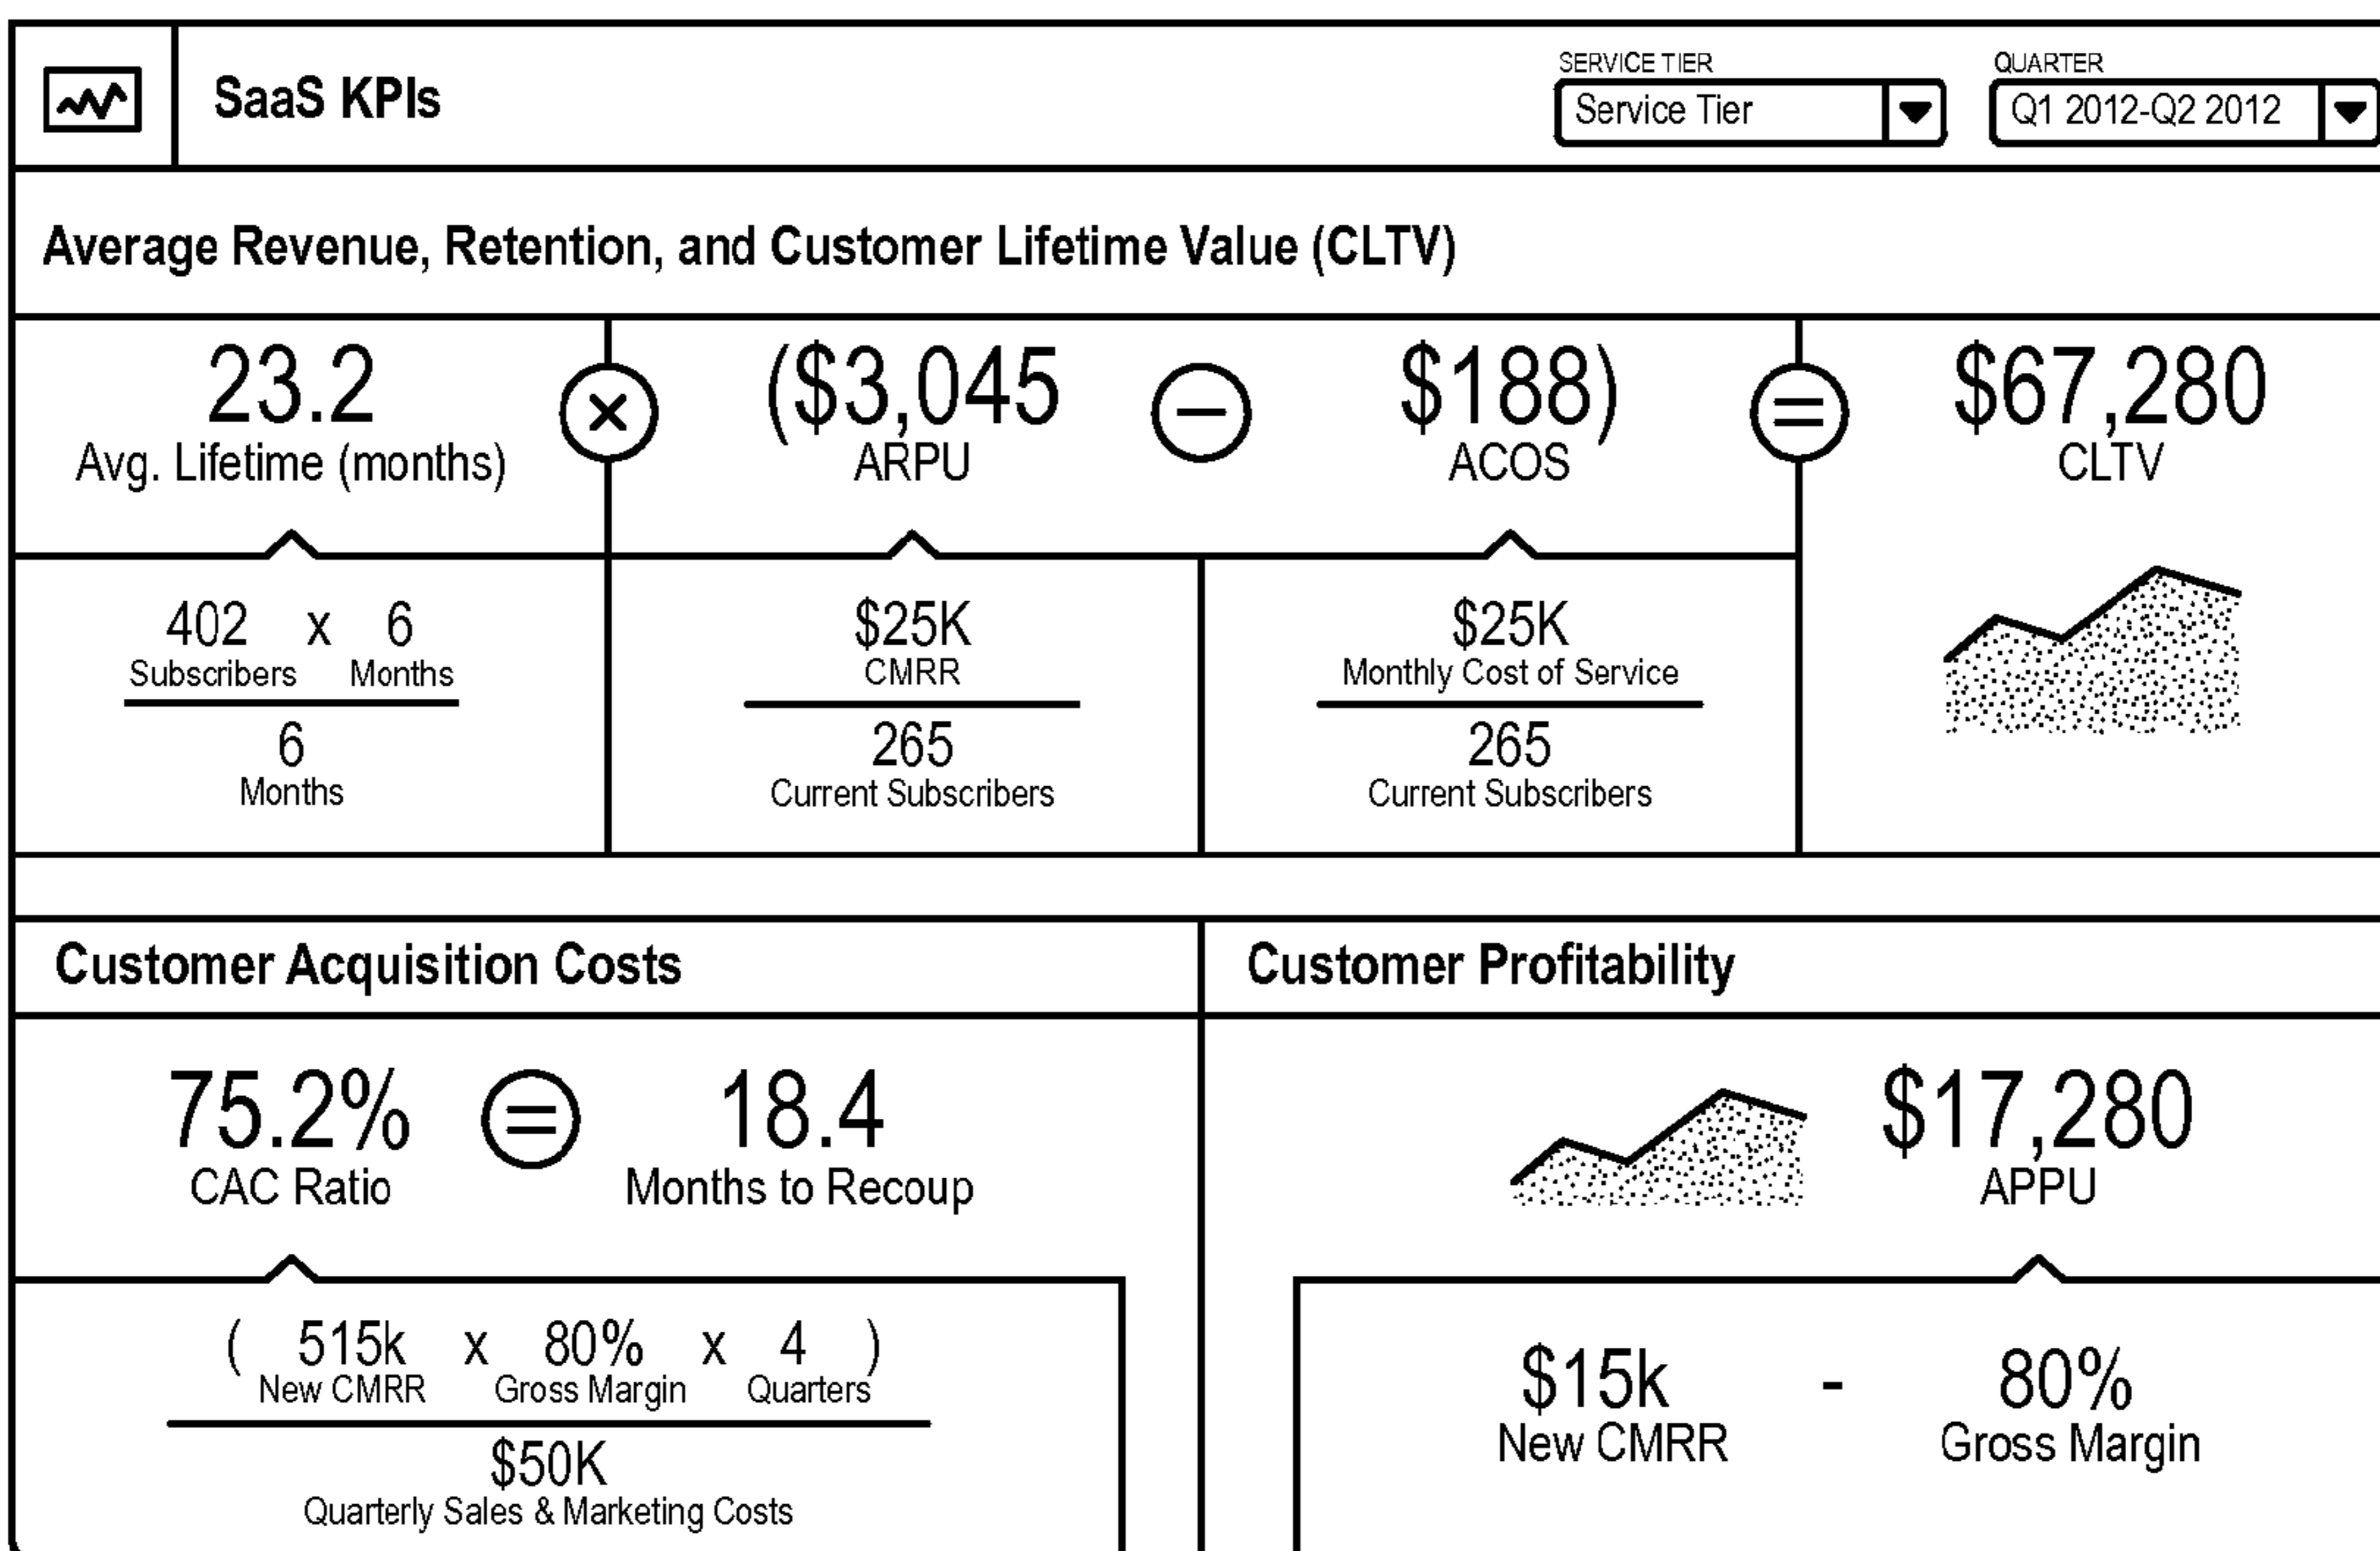 SaaS KPIs
SERVICE TIER
Service Tier
QUARTER
Q1 2012-Q2 2012
Average Revenue, Retention, and Customer Lifetime Value (CLTV)
23.2
Avg. Lifetime (months)
×
($3,045
ARPU
−
$188)
ACOS
=
$67,280
CLTV
402 x 6
Subscribers Months
6
Months
$25K
CMRR
265
Current Subscribers
$25K
Monthly Cost of Service
265
Current Subscribers
Customer Acquisition Costs
75.2% = 18.4
CAC Ratio Months to Recoup
( 515k x 80% x 4 )
New CMRR Gross Margin Quarters
$50K
Quarterly Sales & Marketing Costs
Customer Profitability
$17,280
APPU
$15k - 80%
New CMRR Gross Margin